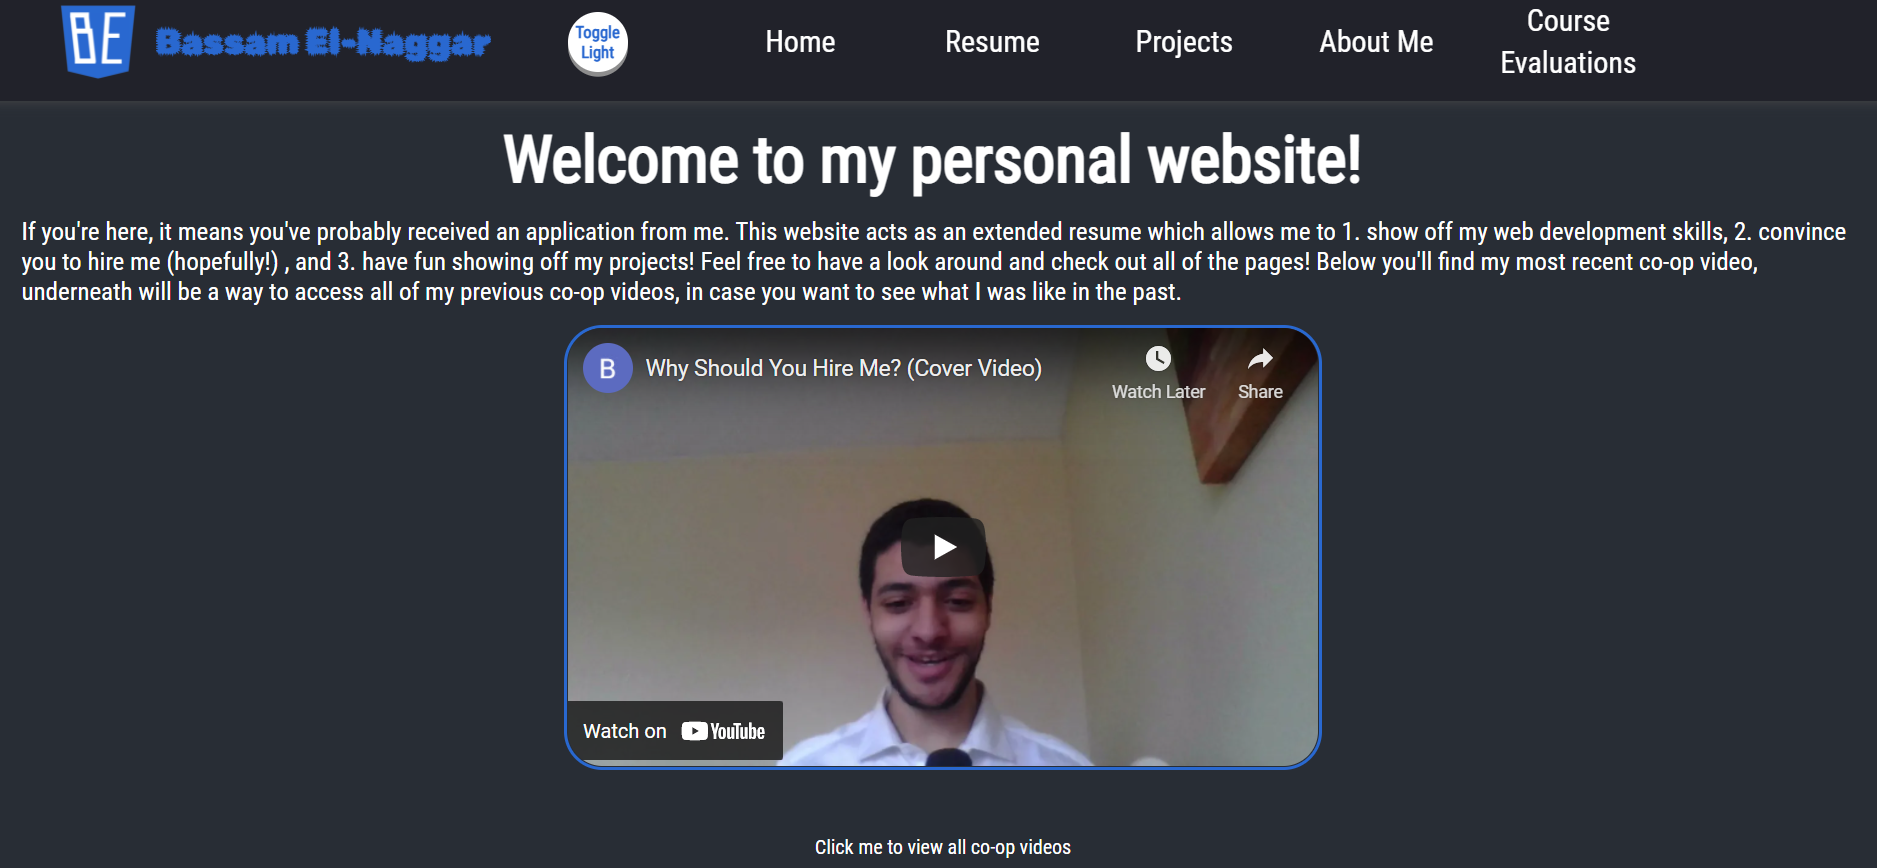 BE
Bassam El-Naggar
Toggle
Light
Home
Resume
Projects
About Me
Course
Evaluations
Welcome to my personal website!
If you're here, it means you've probably received an application from me. This website acts as an extended resume which allows me to 1. show off my web development skills, 2. convince
you to hire me (hopefully!) , and 3. have fun showing off my projects! Feel free to have a look around and check out all of the pages! Below you'll find my most recent co-op video,
underneath will be a way to access all of my previous co-op videos, in case you want to see what I was like in the past.
B
Why Should You Hire Me? (Cover Video)
Watch Later
Share
Watch on YouTube
Click me to view all co-op videos